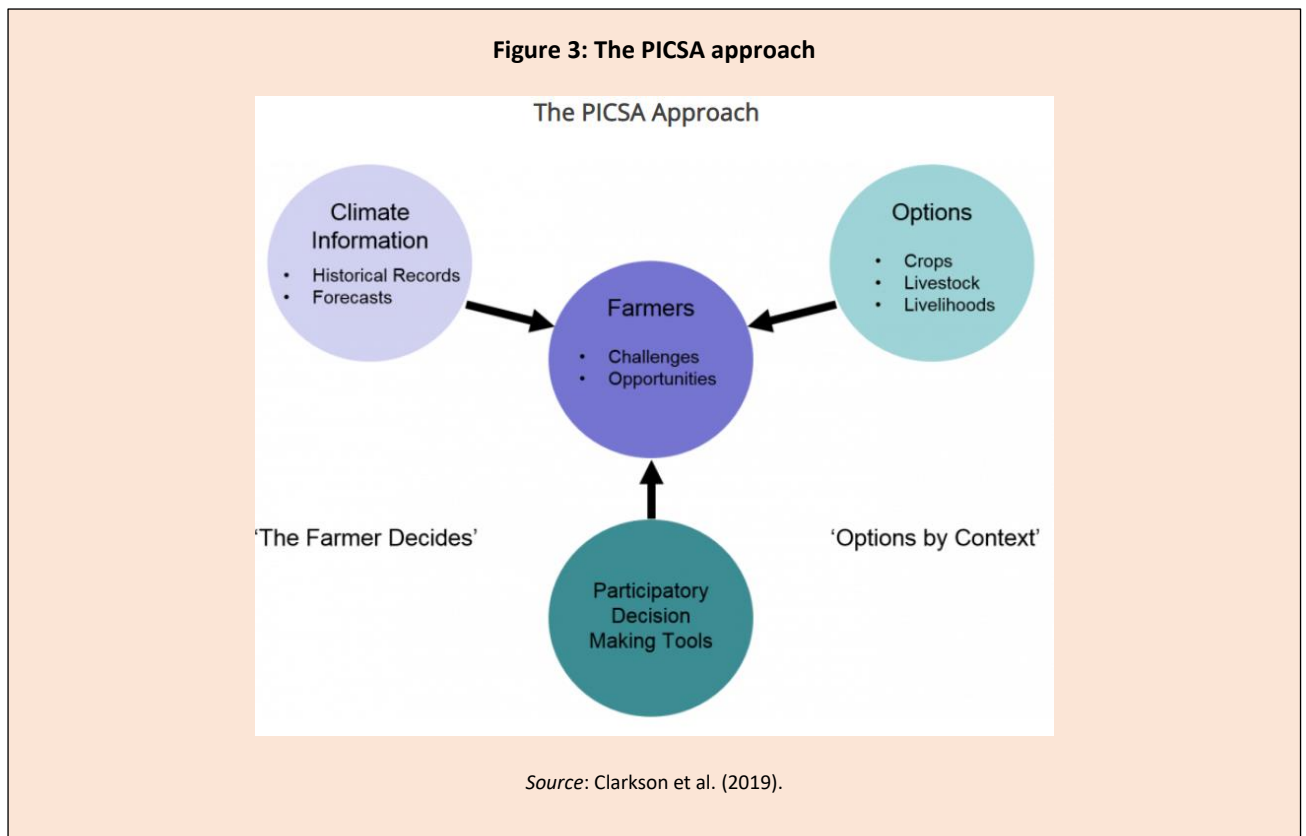 Figure 3: The PICSA approach
The PICSA Approach
Climate
Information
• Historical Records
• Forecasts
Options
• Crops
• Livestock
• Livelihoods
Farmers
• Challenges
• Opportunities
'The Farmer Decides'
'Options by Context'
Participatory
Decision
Making Tools
Source: Clarkson et al. (2019).